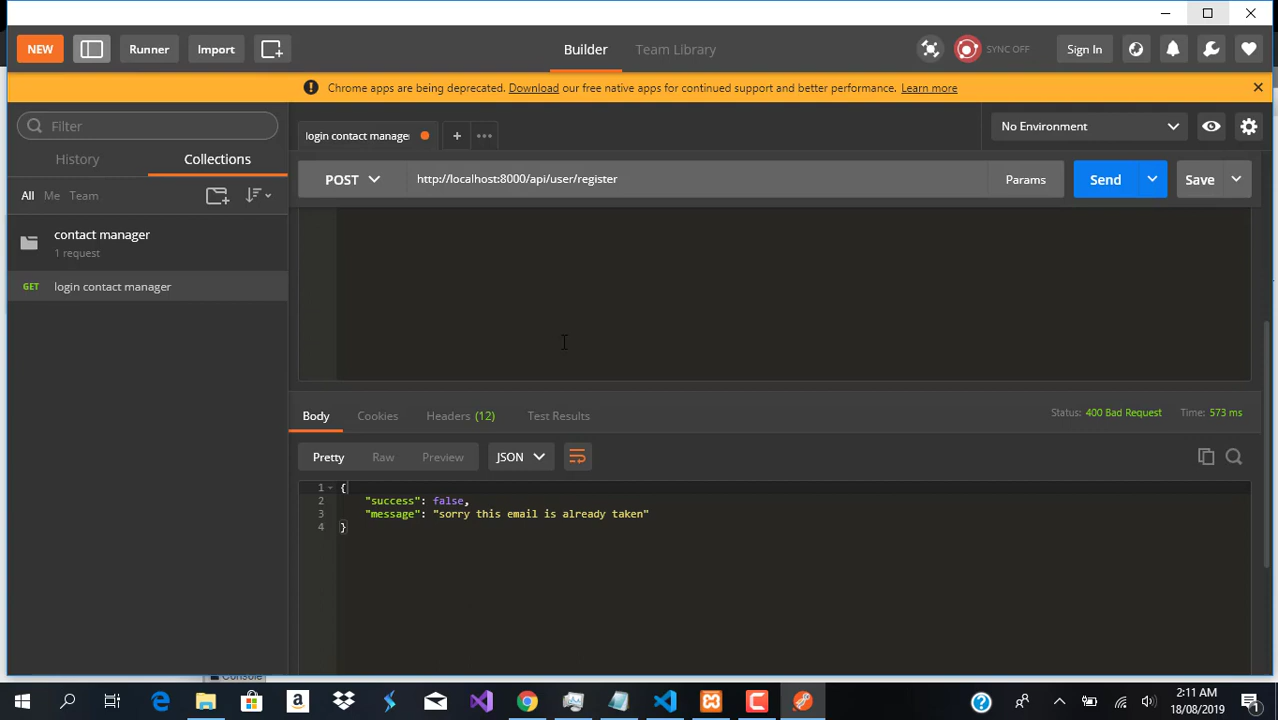 NEW
Runner
Import
Builder
Team Library
SYNC OFF
Sign In
Chrome apps are being deprecated. Download our free native apps for continued support and better performance. Learn more
Filter
History
Collections
All Me Team
contact manager
1 request
GET login contact manager
login contact manage
No Environment
POST
http://localhost:8000/api/user/register
Params
Send
Save
Body
Cookies
Headers (12)
Test Results
Status: 400 Bad Request
Time: 573 ms
Pretty
Raw
Preview
JSON
1 {
2 "success": false,
3 "message": "sorry this email is already taken"
4 }
Console
2:11 AM
18/08/2019
1